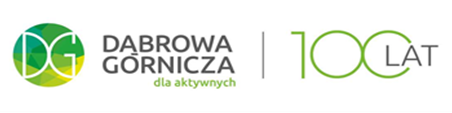 DG
DĄBROWA
GÓRNICZA
dla aktywnych
100 LAT